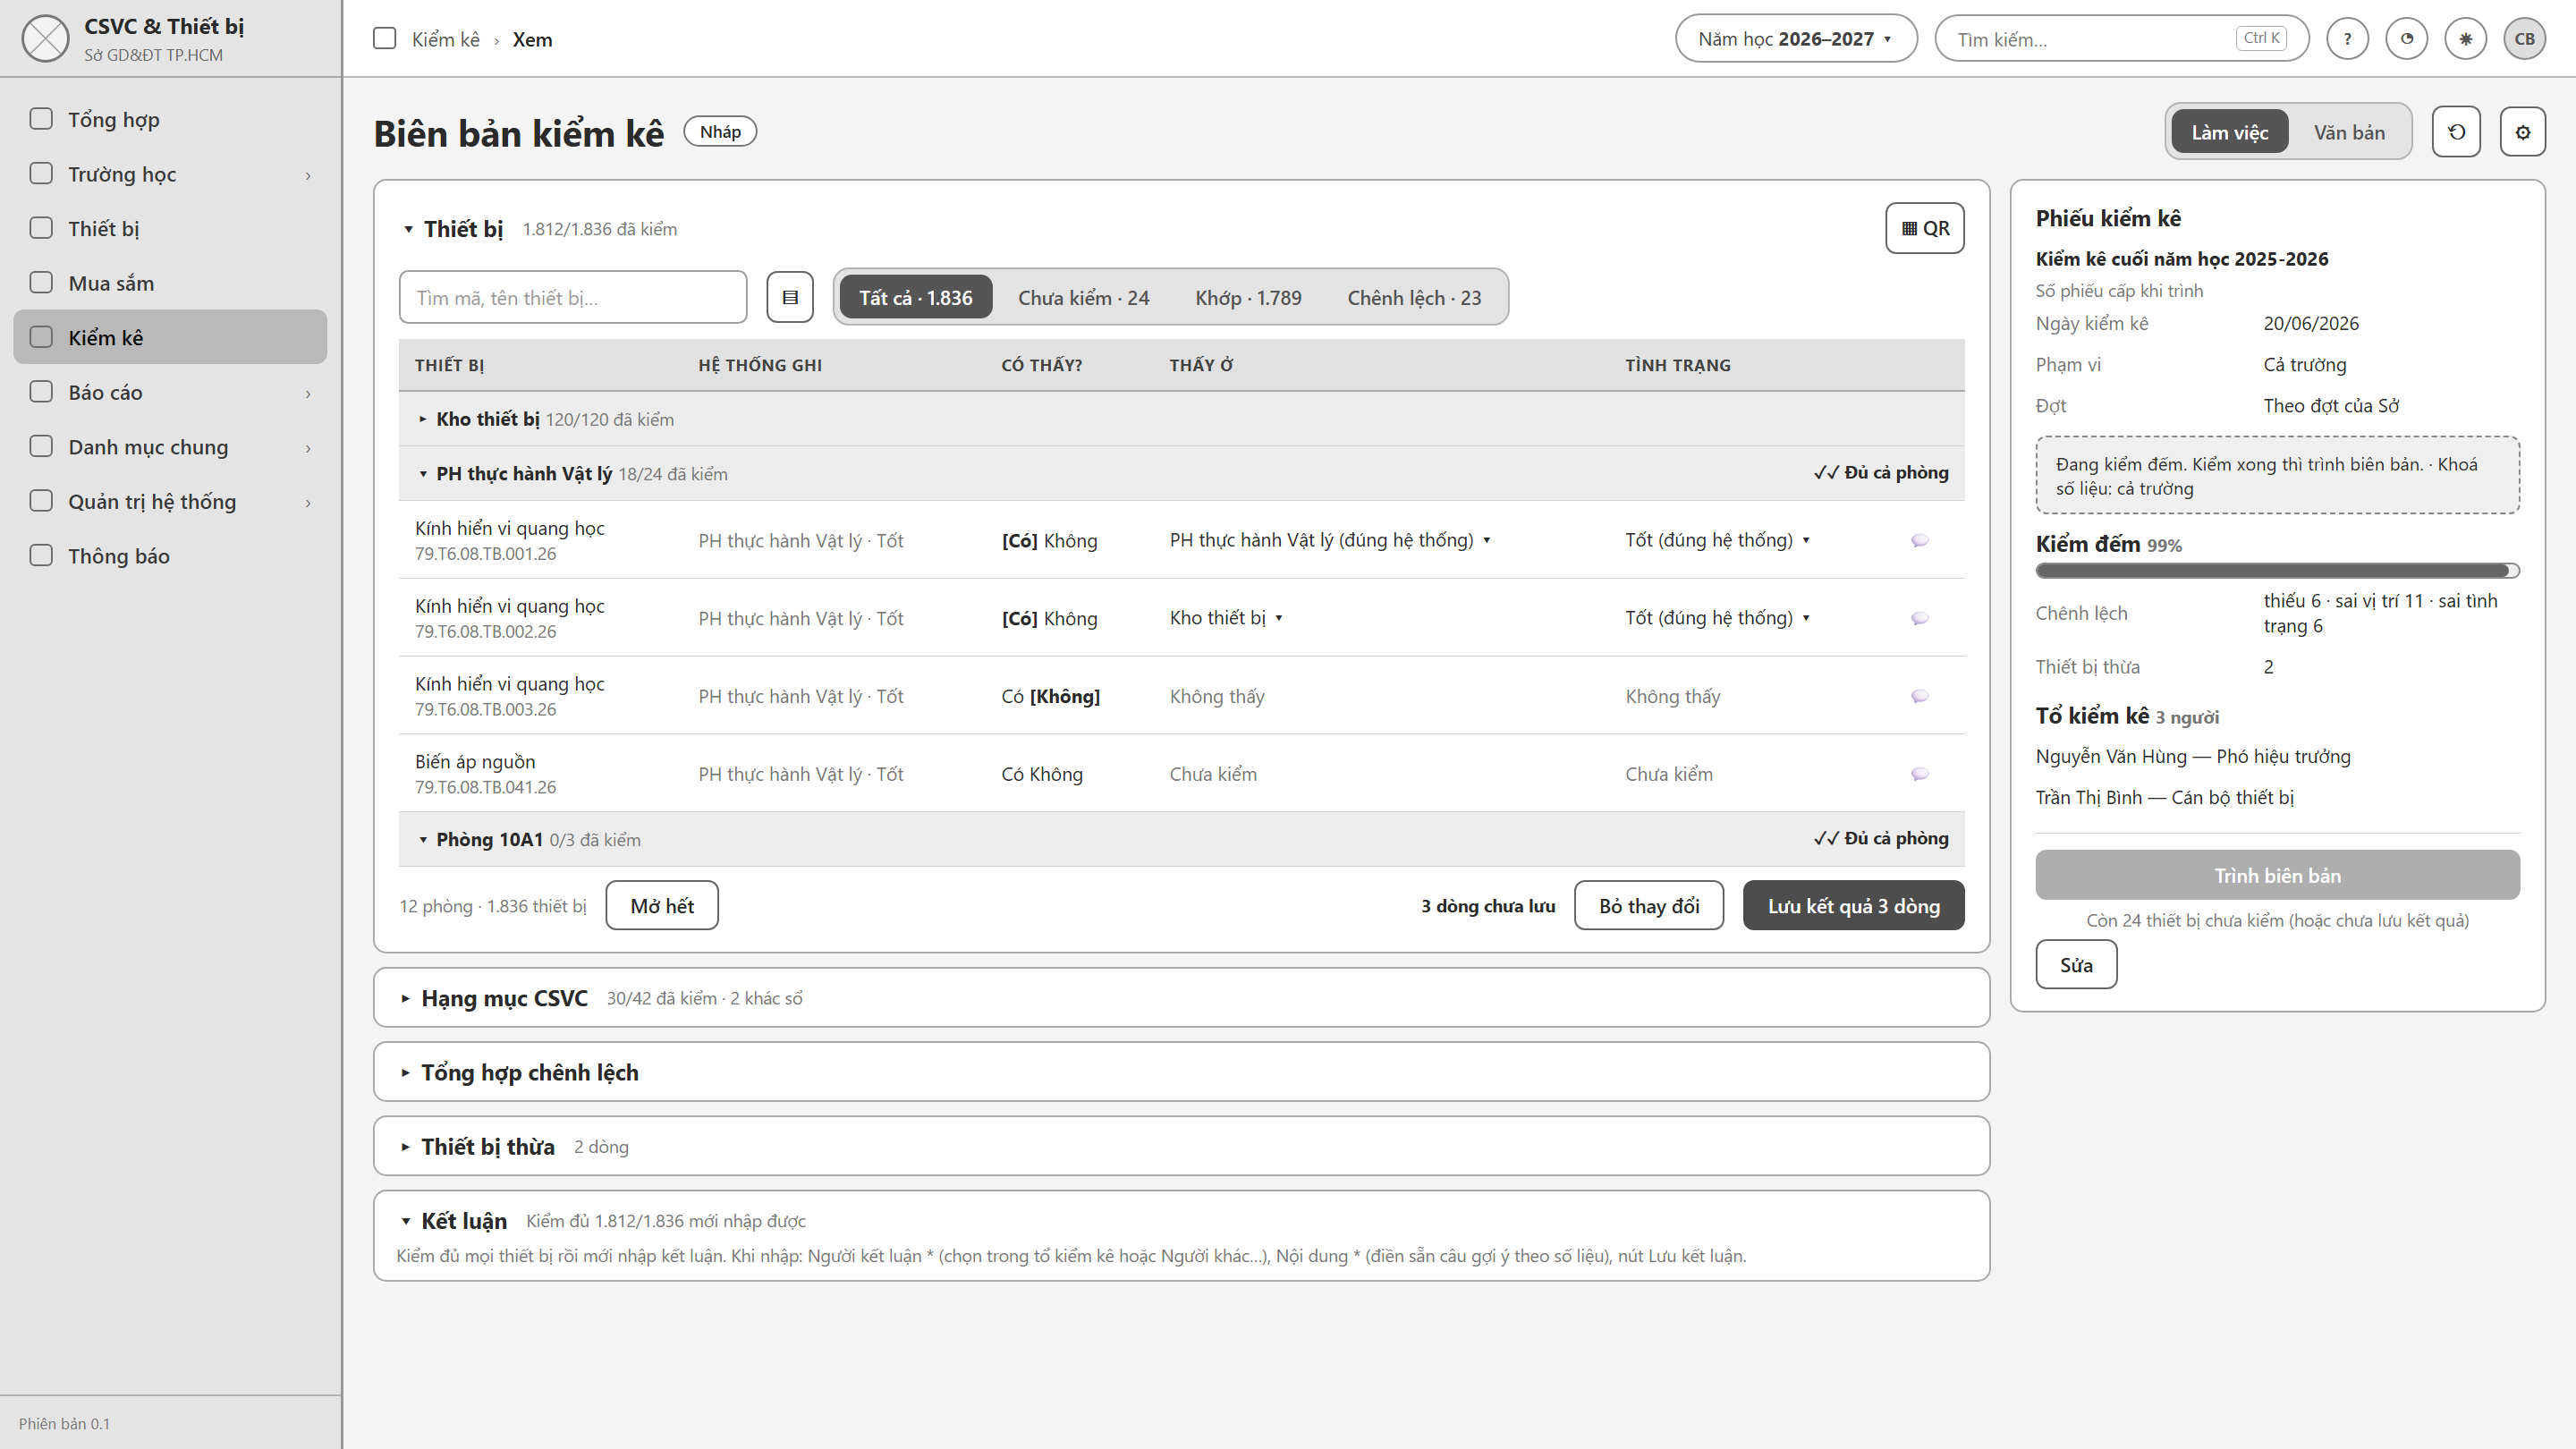 CSVC & Thiết bị
Sở GD&ĐT TP.HCM
Tổng hợp
Trường học
Thiết bị
Mua sắm
Kiểm kê
Báo cáo
Danh mục chung
Quản trị hệ thống
Thông báo
Phiên bản 0.1
Kiểm kê › Xem
Năm học 2026–2027
Tìm kiếm...
Ctrl K
?
CB
Biên bản kiểm kê
Nháp
Làm việc
Văn bản
Thiết bị 1.812/1.836 đã kiểm
QR
Tìm mã, tên thiết bị...
Tất cả · 1.836
Chưa kiểm · 24
Khớp · 1.789
Chênh lệch · 23
THIẾT BỊ HỆ THỐNG GHI CÓ THẤY? THẤY Ở TÌNH TRẠNG
Kho thiết bị 120/120 đã kiểm
PH thực hành Vật lý 18/24 đã kiểm ✓✓ Đủ cả phòng
Kính hiển vi quang học
79.T6.08.TB.001.26
PH thực hành Vật lý · Tốt [Có] Không PH thực hành Vật lý (đúng hệ thống) Tốt (đúng hệ thống)
Kính hiển vi quang học
79.T6.08.TB.002.26
PH thực hành Vật lý · Tốt [Có] Không Kho thiết bị Tốt (đúng hệ thống)
Kính hiển vi quang học
79.T6.08.TB.003.26
PH thực hành Vật lý · Tốt Có [Không] Không thấy Không thấy
Biến áp nguồn
79.T6.08.TB.041.26
PH thực hành Vật lý · Tốt Có Không Chưa kiểm Chưa kiểm
Phòng 10A1 0/3 đã kiểm ✓✓ Đủ cả phòng
12 phòng · 1.836 thiết bị
Mở hết
3 dòng chưa lưu
Bỏ thay đổi
Lưu kết quả 3 dòng
Hạng mục CSVC 30/42 đã kiểm · 2 khác sổ
Tổng hợp chênh lệch
Thiết bị thừa 2 dòng
Kết luận Kiểm đủ 1.812/1.836 mới nhập được
Kiểm đủ mọi thiết bị rồi mới nhập kết luận. Khi nhập: Người kết luận * (chọn trong tổ kiểm kê hoặc Người khác...), Nội dung * (điền sẵn câu gợi ý theo số liệu), nút Lưu kết luận.
Phiếu kiểm kê
Kiểm kê cuối năm học 2025-2026
Số phiếu cấp khi trình
Ngày kiểm kê 20/06/2026
Phạm vi Cả trường
Đợt Theo đợt của Sở
Đang kiểm đếm. Kiểm xong thì trình biên bản. · Khoá
số liệu: cả trường
Kiểm đếm 99%
Chênh lệch thiếu 6 · sai vị trí 11 · sai tình
trạng 6
Thiết bị thừa 2
Tổ kiểm kê 3 người
Nguyễn Văn Hùng — Phó hiệu trưởng
Trần Thị Bình — Cán bộ thiết bị
Trình biên bản
Còn 24 thiết bị chưa kiểm (hoặc chưa lưu kết quả)
Sửa